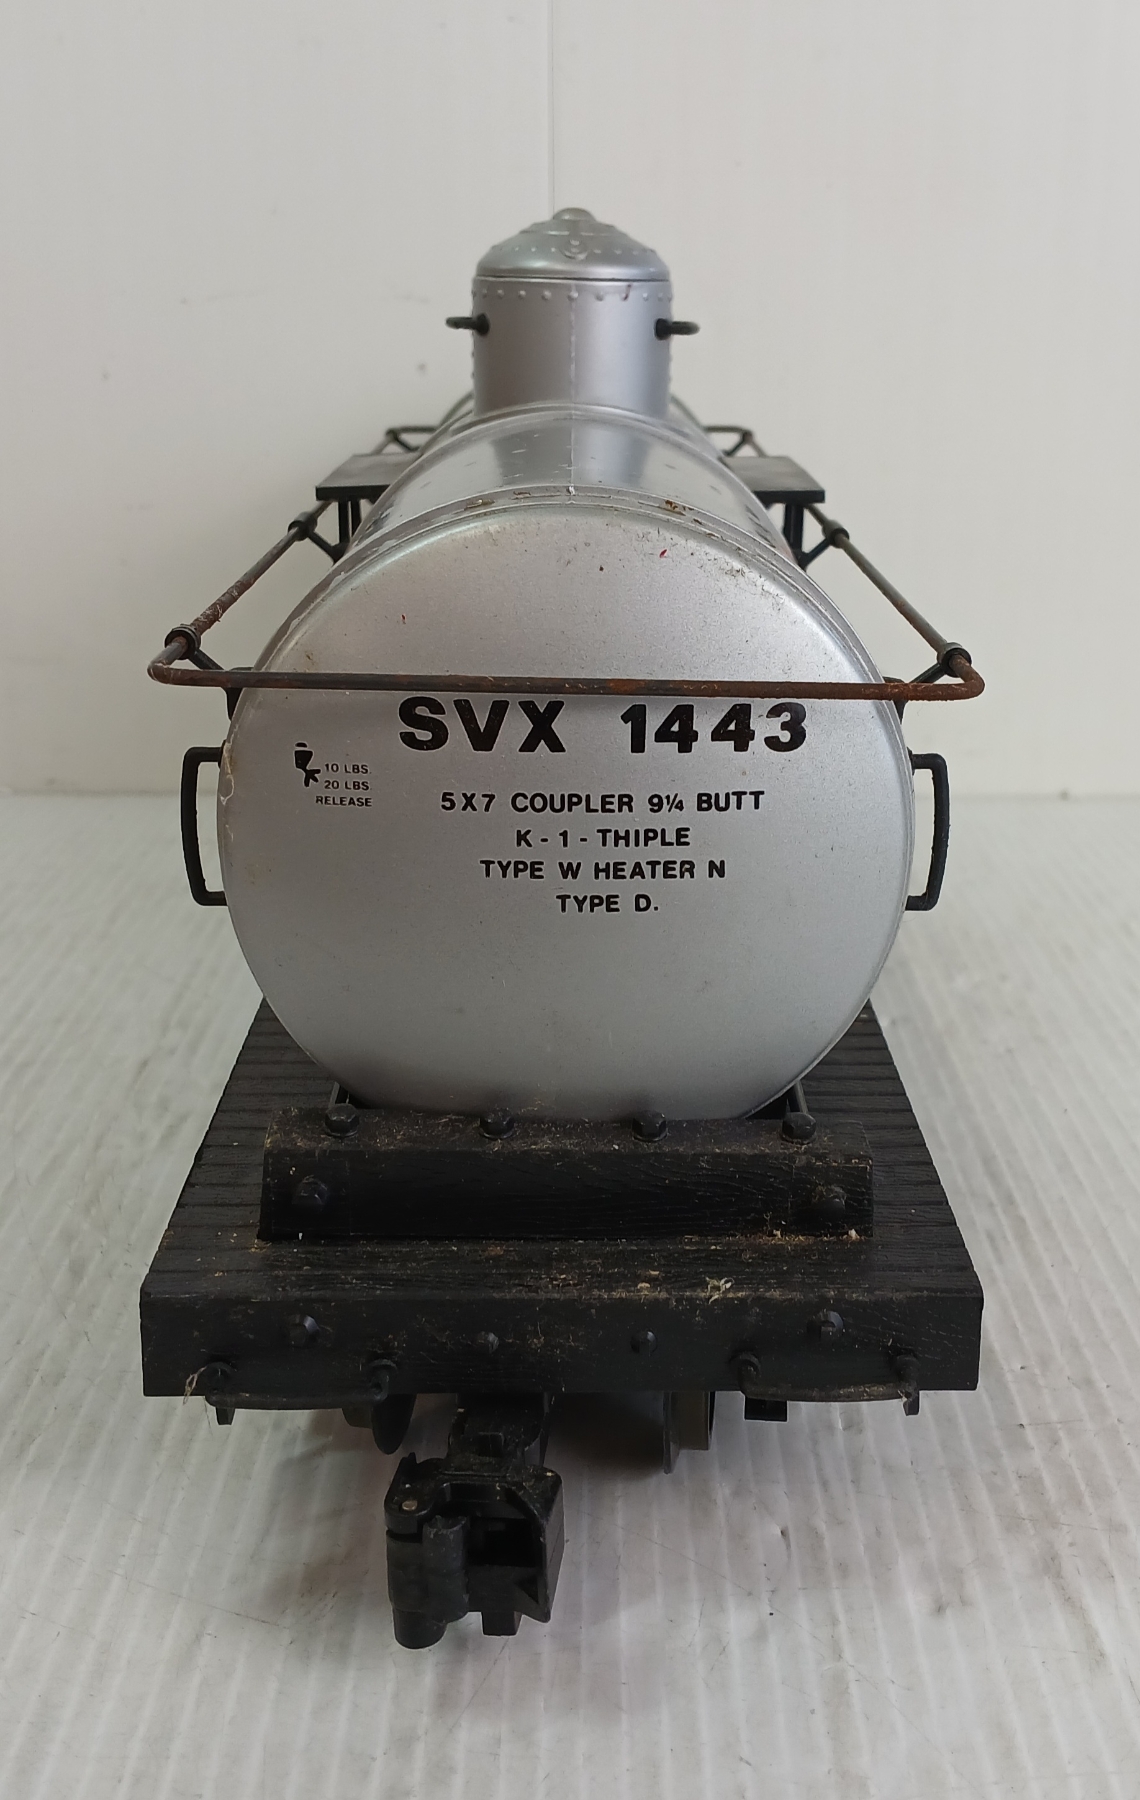 SVX 1443
10 LBS.
20 LBS.
RELEASE
5X7 COUPLER 9¼ BUTT
K - 1 - THIPLE
TYPE W HEATER N
TYPE D.